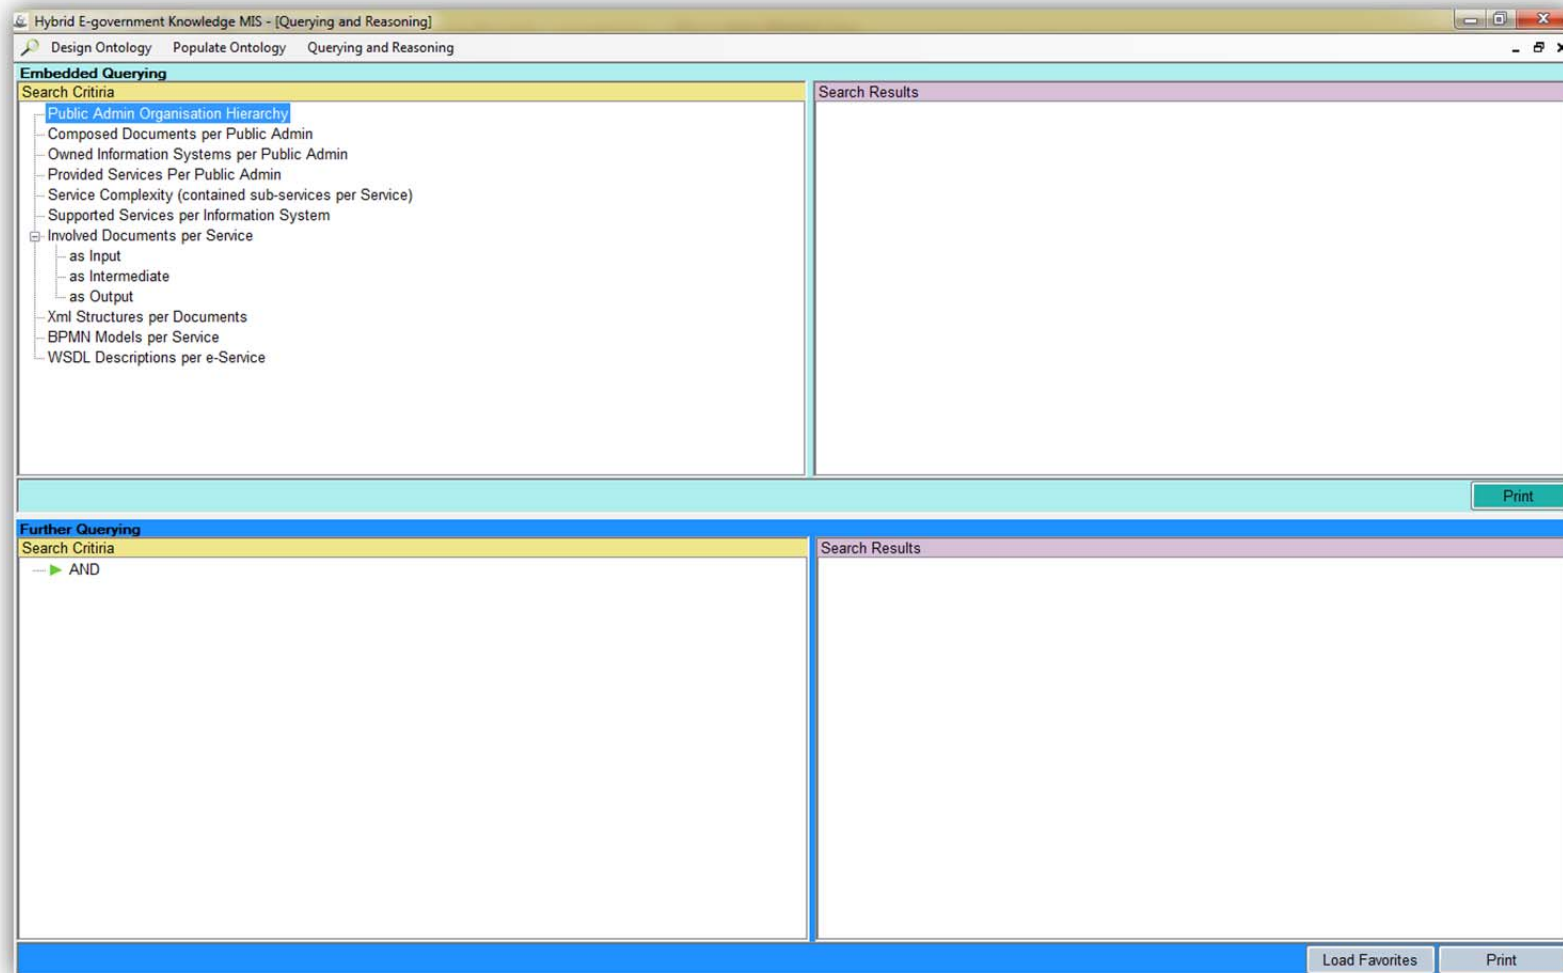 Hybrid E-government Knowledge MIS - [Querying and Reasoning]
Design Ontology Populate Ontology Querying and Reasoning
Embedded Querying
Search Critiria
Public Admin Organisation Hierarchy
Composed Documents per Public Admin
Owned Information Systems per Public Admin
Provided Services Per Public Admin
Service Complexity (contained sub-services per Service)
Supported Services per Information System
Involved Documents per Service
as Input
as Intermediate
as Output
Xml Structures per Documents
BPMN Models per Service
WSDL Descriptions per e-Service
Search Results
Print
Further Querying
Search Critiria
AND
Search Results
Load Favorites Print